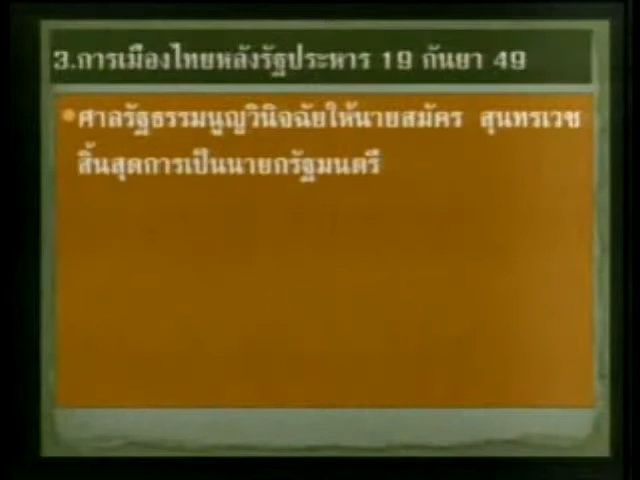 3.การเมืองไทยหลังรัฐประหาร 19 กันยา 49
ศาลรัฐธรรมนูญวินิจฉัยให้นายสมัคร สุนทรเวช
สิ้นสุดการเป็นนายกรัฐมนตรี